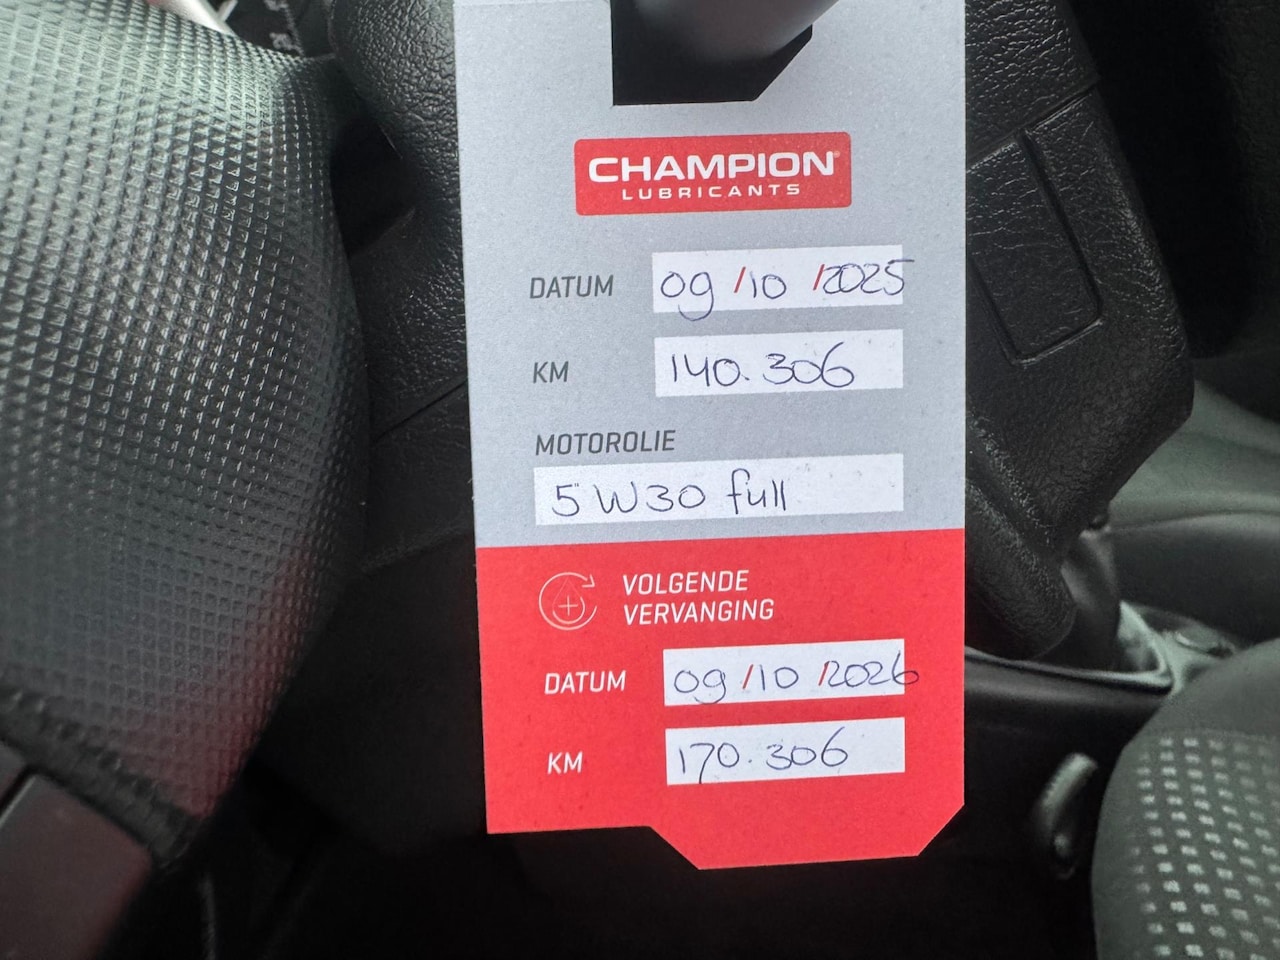 CHAMPION
LUBRICANTS
DATUM 09/10/2025
KM 140.306
MOTOROLIE
5W30 full
VOLGENDE
VERVANGING
DATUM 09/10/2026
KM 170.306